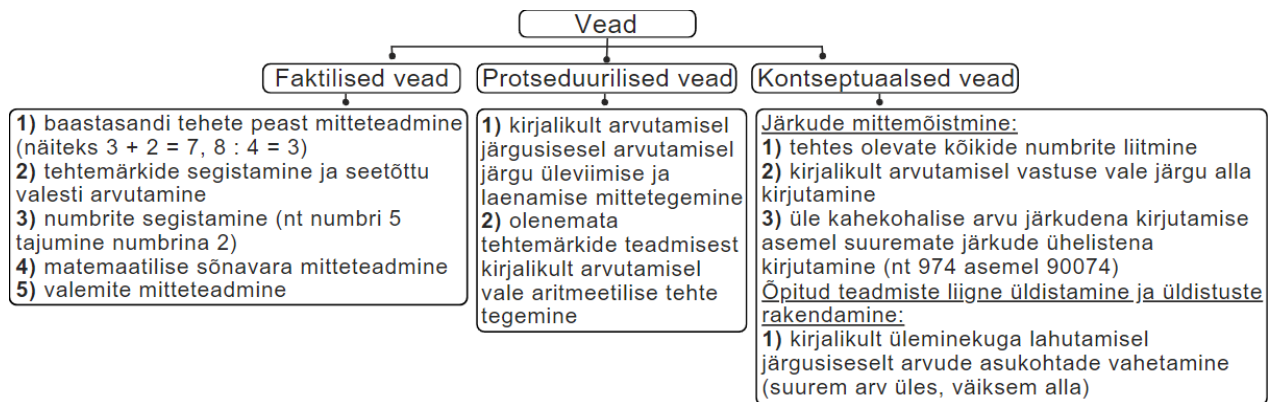 Vead
Faktilised vead
Protseduurilised vead
Kontseptuaalsed vead
1) baastasandi tehete peast mitteteadmine
(näiteks 3 + 2 = 7, 8 : 4 = 3)
2) tehtemärkide segistamine ja seetõttu
valesti arvutamine
3) numbrite segistamine (nt numbri 5
tajumine numbrina 2)
4) matemaatilise sõnavara mitteteadmine
5) valemite mitteteadmine
1) kirjalikult arvutamisel
järgusisesel arvutamisel
järgu üleviimise ja
laenamise mittetegemine
2) olenemata
tehtemärkide teadmisest
kirjalikult arvutamisel
vale aritmeetilise tehte
tegemine
Järkude mittemõistmine:
1) tehtes olevate kõikide numbrite liitmine
2) kirjalikult arvutamisel vastuse vale järgu alla
kirjutamine
3) üle kahekohalise arvu järkudena kirjutamise
asemel suuremate järkude ühelistena
kirjutamine (nt 974 asemel 90074)
Õpitud teadmiste liigne üldistamine ja üldistuste
rakendamine:
1) kirjalikult üleminekuga lahutamisel
järgusiseselt arvude asukohtade vahetamine
(suurem arv üles, väiksem alla)